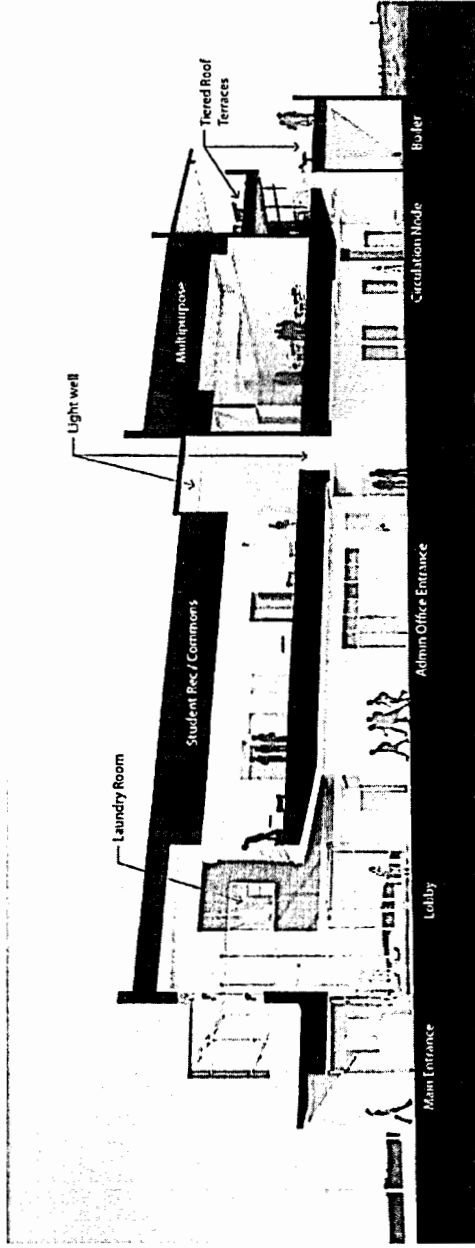 Laundry Room
Light well
Tiered Roof
Terraces
Student Rec / Commons
Multipurpose
Main Entrance
Lobby
Admin Office Entrance
Circulation Node
Boiler